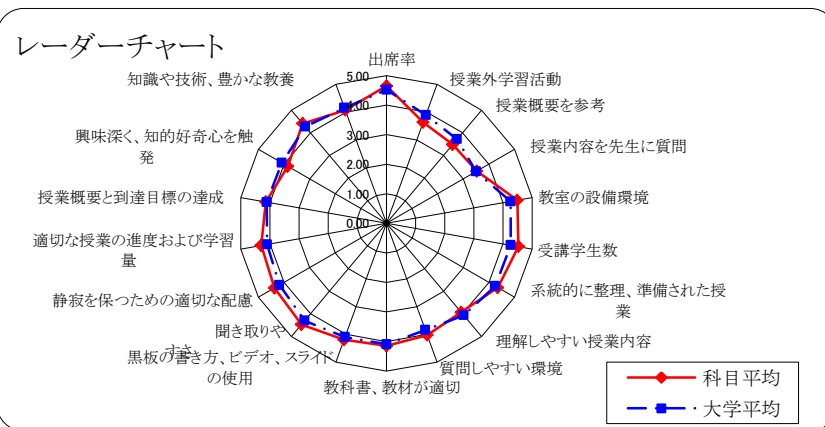 レーダーチャート
出席率
授業外学習活動
授業概要を参考
授業内容を先生に質問
教室の設備環境
受講学生数
系統的に整理、準備された授
業
理解しやすい授業内容
質問しやすい環境
教科書、教材が適切
黒板の書き方、ビデオ、スライド
の使用
聞き取りや
すさ
静寂を保つための適切な配慮
適切な授業の進度および学習
量
授業概要と到達目標の達成
興味深く、知的好奇心を触
発
知識や技術、豊かな教養
5.00
4.00
3.00
2.00
1.00
0.00
科目平均
大学平均